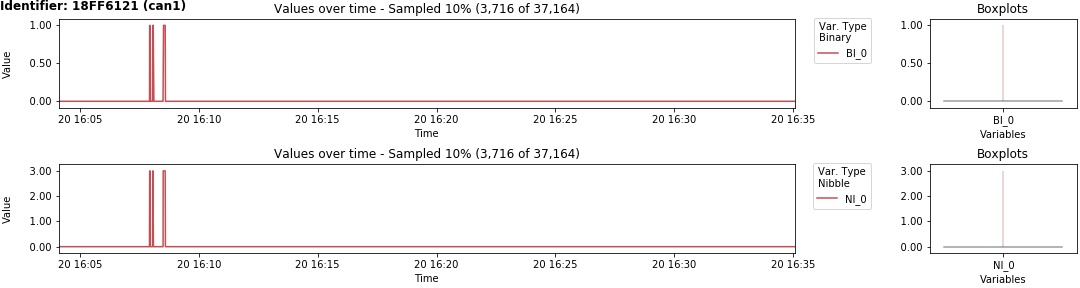 Identifier: 18FF6121 (can1)
Values over time - Sampled 10% (3,716 of 37,164)
Boxplots
Value
1.00
0.50
0.00
20 16:05 20 16:10 20 16:15 20 16:20 20 16:25 20 16:30 20 16:35
Time
Var. Type
Binary
BI_0
1.00
0.50
0.00
BI_0
Variables
Values over time - Sampled 10% (3,716 of 37,164)
Boxplots
Value
3.00
2.00
1.00
0.00
20 16:05 20 16:10 20 16:15 20 16:20 20 16:25 20 16:30 20 16:35
Time
Var. Type
Nibble
NI_0
3.00
2.00
1.00
0.00
NI_0
Variables